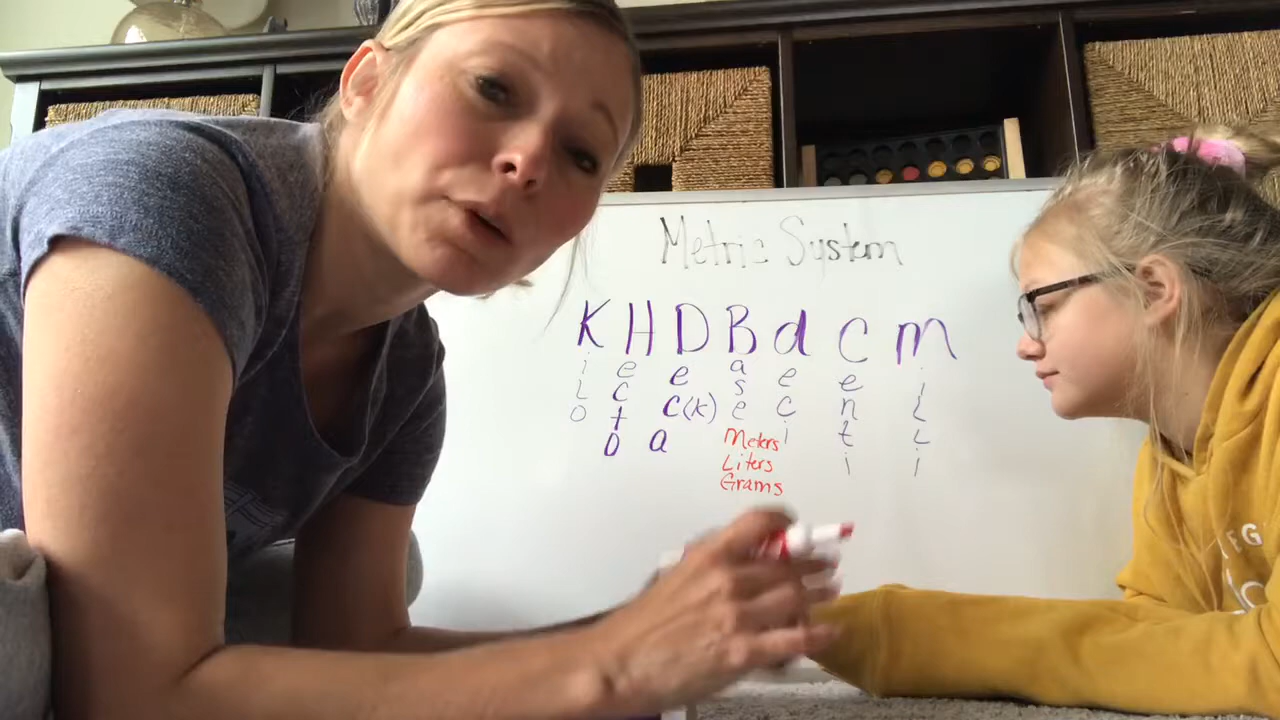 Metric System
K H D B d C m
i e e a e e i
L c s
o t c(k) e c n L
o a Meters i t L
Liters i i
Grams